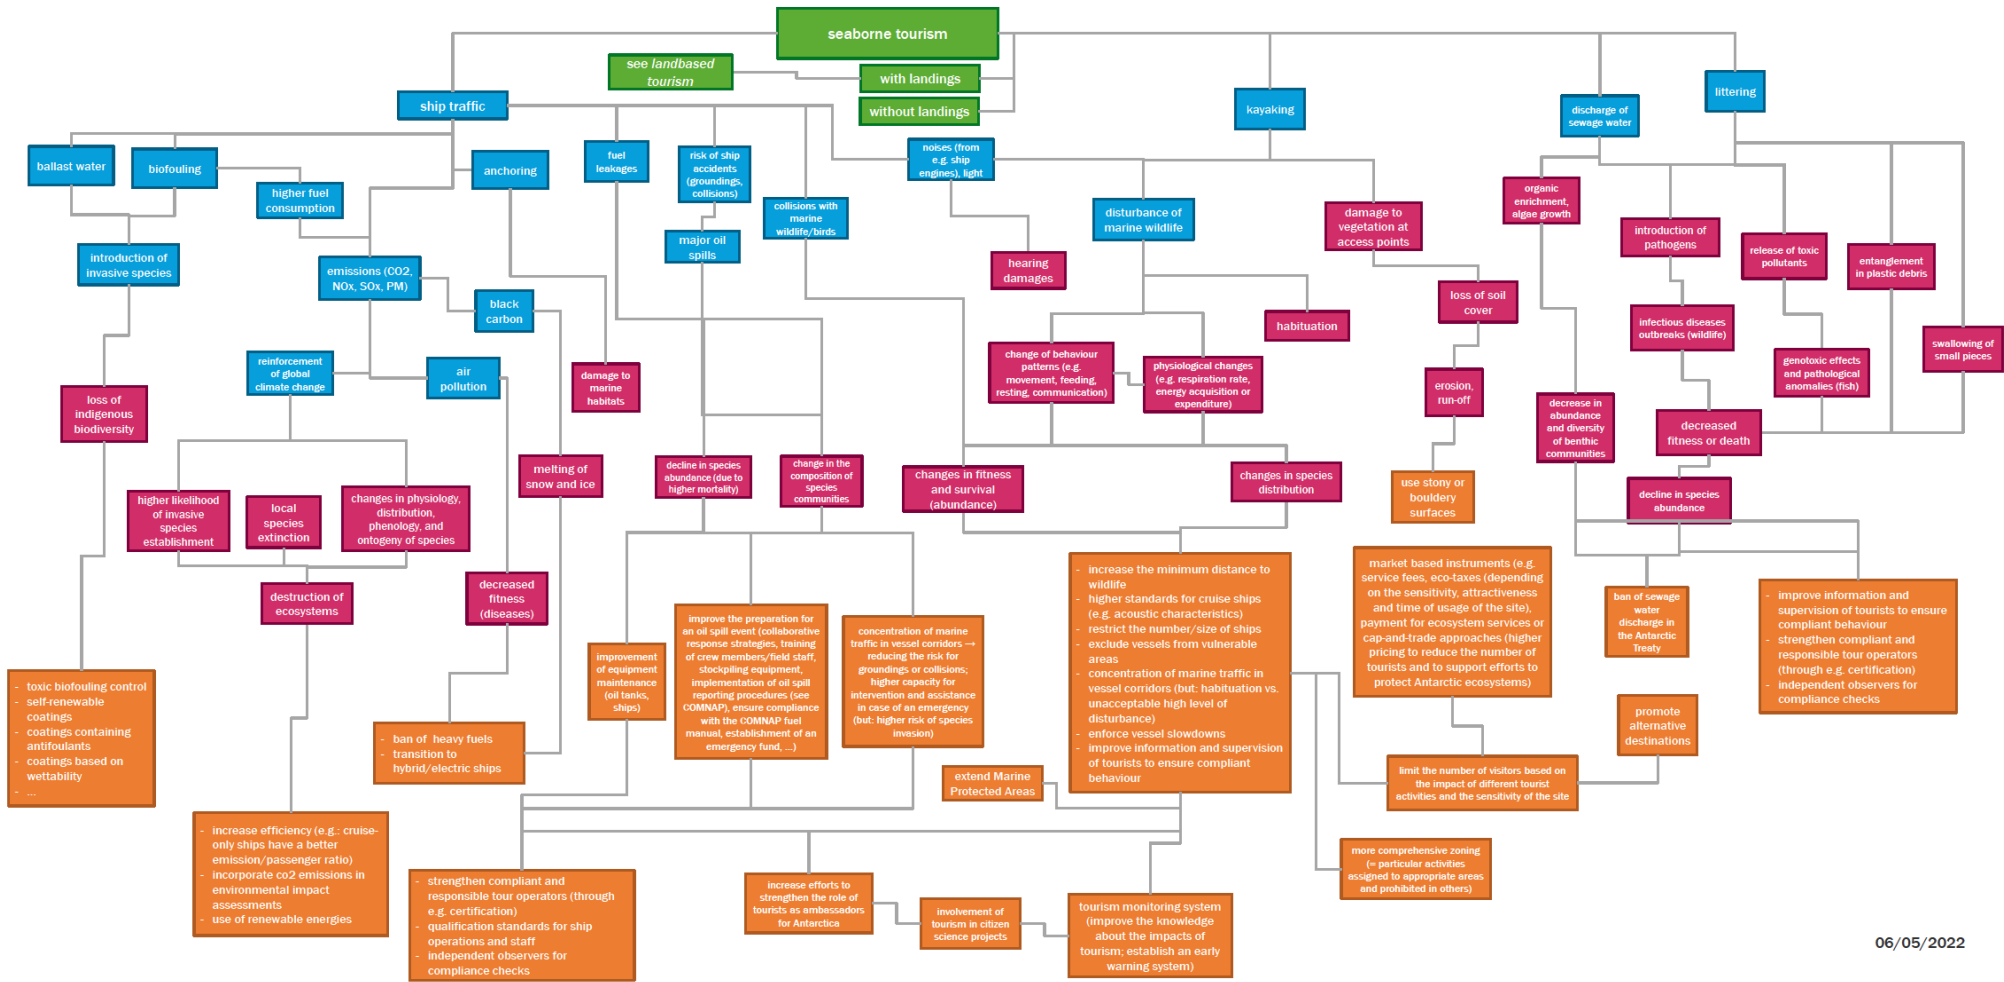 seaborne tourism
see landbased
tourism
with landings
without landings
ship traffic
kayaking
discharge of
sewage water
littering
ballast water
biofouling
higher fuel
consumption
anchoring
fuel
leakages
risk of ship
accidents
(groundings,
collisions)
collisions with
marine
wildlife/birds
noises (from
e.g. ship
engines), light
disturbance of
marine wildlife
damage to
vegetation at
access points
organic
enrichment,
algae growth
introduction of
pathogens
release of toxic
pollutants
entanglement
in plastic debris
introduction of
invasive species
emissions (CO2,
NOx, SOx, PM)
black
carbon
major oil
spills
hearing
damages
habituation
loss of soil
cover
infectious diseases
outbreaks (wildlife)
genotoxic effects
and pathological
anomalies (fish)
swallowing of
small pieces
reinforcement
of global
climate change
air
pollution
damage to
marine
habitats
change of behaviour
patterns (e.g.
movement, feeding,
resting, communication)
physiological changes
(e.g. respiration rate,
energy acquisition or
expenditure)
erosion,
run-off
decrease in
abundance
and diversity
of benthic
communities
decreased
fitness or death
loss of
indigenous
biodiversity
melting of
snow and ice
decline in species
abundance (due to
higher mortality)
change in the
composition of
species
communities
changes in fitness
and survival
(abundance)
changes in species
distribution
use stony or
bouldery
surfaces
decline in species
abundance
higher likelihood
of invasive
species
establishment
local
species
extinction
changes in physiology,
distribution,
phenology, and
ontogeny of species
destruction of
ecosystems
decreased
fitness
(diseases)
- toxic biofouling control
- self-renewable
coatings
- coatings containing
antifoulants
- coatings based on
wettability
- ...
- ban of heavy fuels
- transition to
hybrid/electric ships
improvement
of equipment
maintenance
(oil tanks,
ships)
improve the preparation for
an oil spill event (collaborative
response strategies, training
of crew members/field staff,
stockpiling equipment,
implementation of oil spill
reporting procedures (see
COMNAP), ensure compliance
with the COMNAP fuel
manual, establishment of an
emergency fund, ...)
concentration of marine
traffic in vessel corridors →
reducing the risk for
groundings or collisions;
higher capacity for
intervention and assistance
in case of an emergency
(but: higher risk of species
invasion)
- increase the minimum distance to
wildlife
- higher standards for cruise ships
(e.g. acoustic characteristics)
- restrict the number/size of ships
- exclude vessels from vulnerable
areas
- concentration of marine traffic in
vessel corridors (but: habituation vs.
unacceptable high level of
disturbance)
- enforce vessel slowdowns
- improve information and supervision
of tourists to ensure compliant
behaviour
market based instruments (e.g.
service fees, eco-taxes (depending
on the sensitivity, attractiveness
and time of usage of the site),
payment for ecosystem services or
cap-and-trade approaches (higher
pricing to reduce the number of
tourists and to support efforts to
protect Antarctic ecosystems)
ban of sewage
water
discharge in
the Antarctic
Treaty
- improve information and
supervision of tourists to ensure
compliant behaviour
- strengthen compliant and
responsible tour operators
(through e.g. certification)
- independent observers for
compliance checks
promote
alternative
destinations
extend Marine
Protected Areas
limit the number of visitors based on
the impact of different tourist
activities and the sensitivity of the site
- increase efficiency (e.g.: cruise-
only ships have a better
emission/passenger ratio)
- incorporate co2 emissions in
environmental impact
assessments
- use of renewable energies
- strengthen compliant and
responsible tour operators (through
e.g. certification)
- qualification standards for ship
operations and staff
- independent observers for
compliance checks
increase efforts to
strengthen the role of
tourists as ambassadors
for Antarctica
involvement of
tourism in citizen
science projects
tourism monitoring system
(improve the knowledge
about the impacts of
tourism; establish an early
warning system)
more comprehensive zoning
(= particular activities
assigned to appropriate areas
and prohibited in others)
06/05/2022